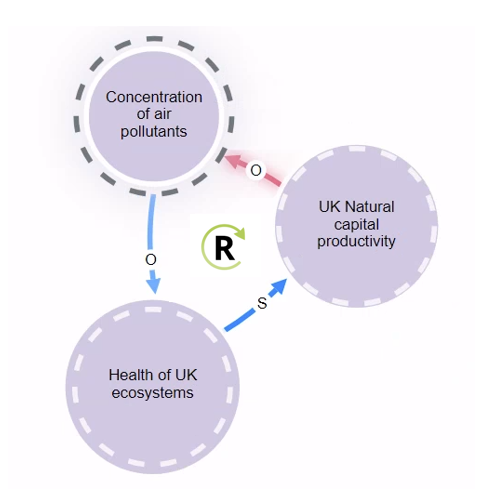 Concentration
of air
pollutants
O
UK Natural
capital
productivity
R
O
S
Health of UK
ecosystems